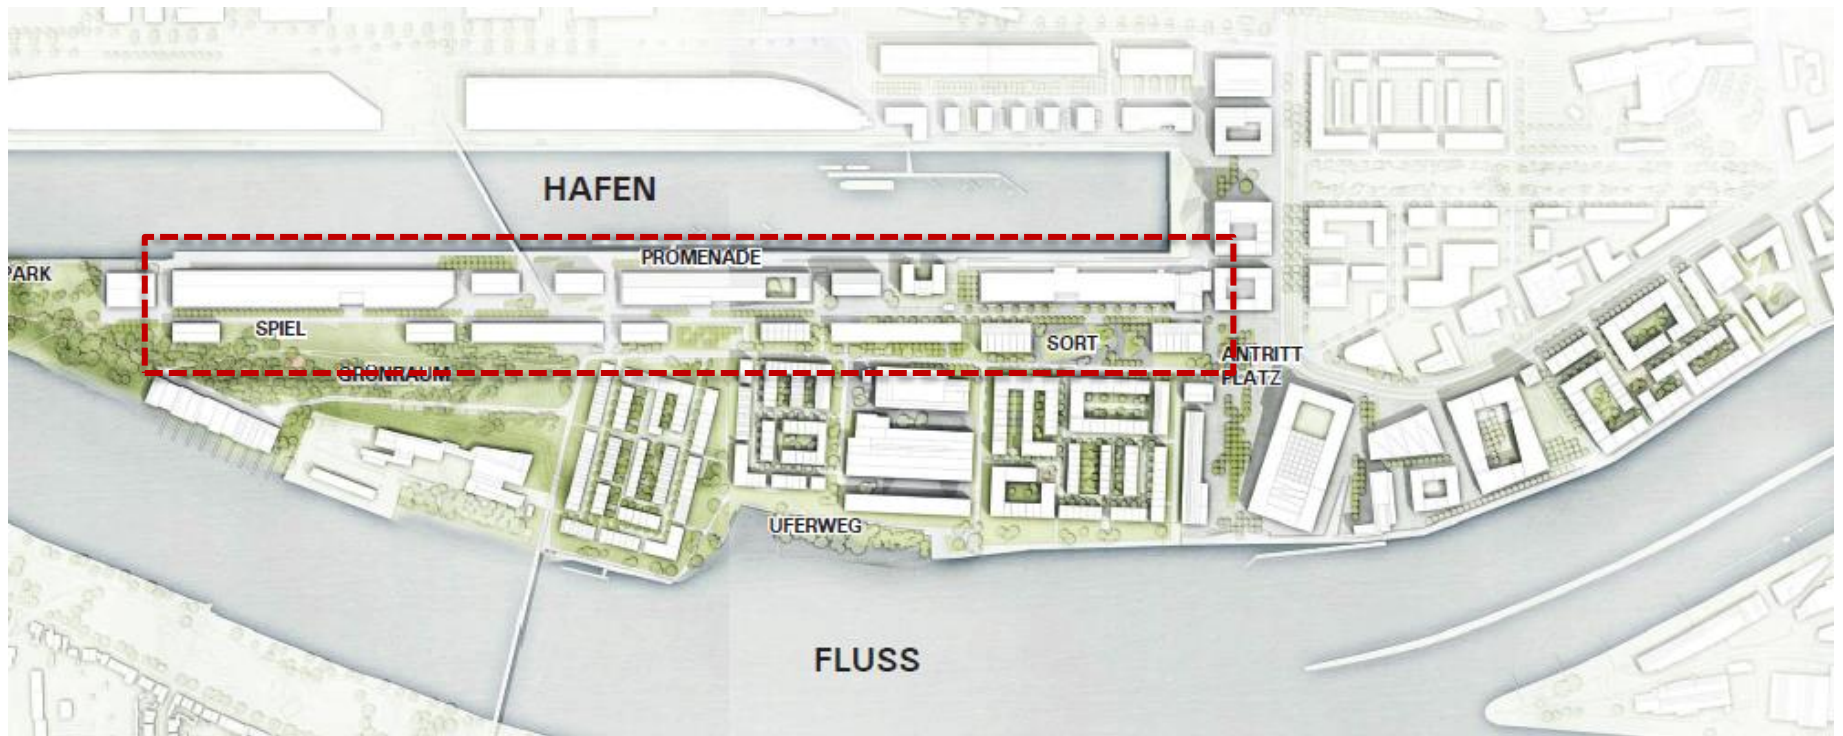 HAFEN
PROMENADE
PARK
SPIEL
SORT
ANTRITT
PLATZ
GRÜNRAUM
UFERWEG
FLUSS